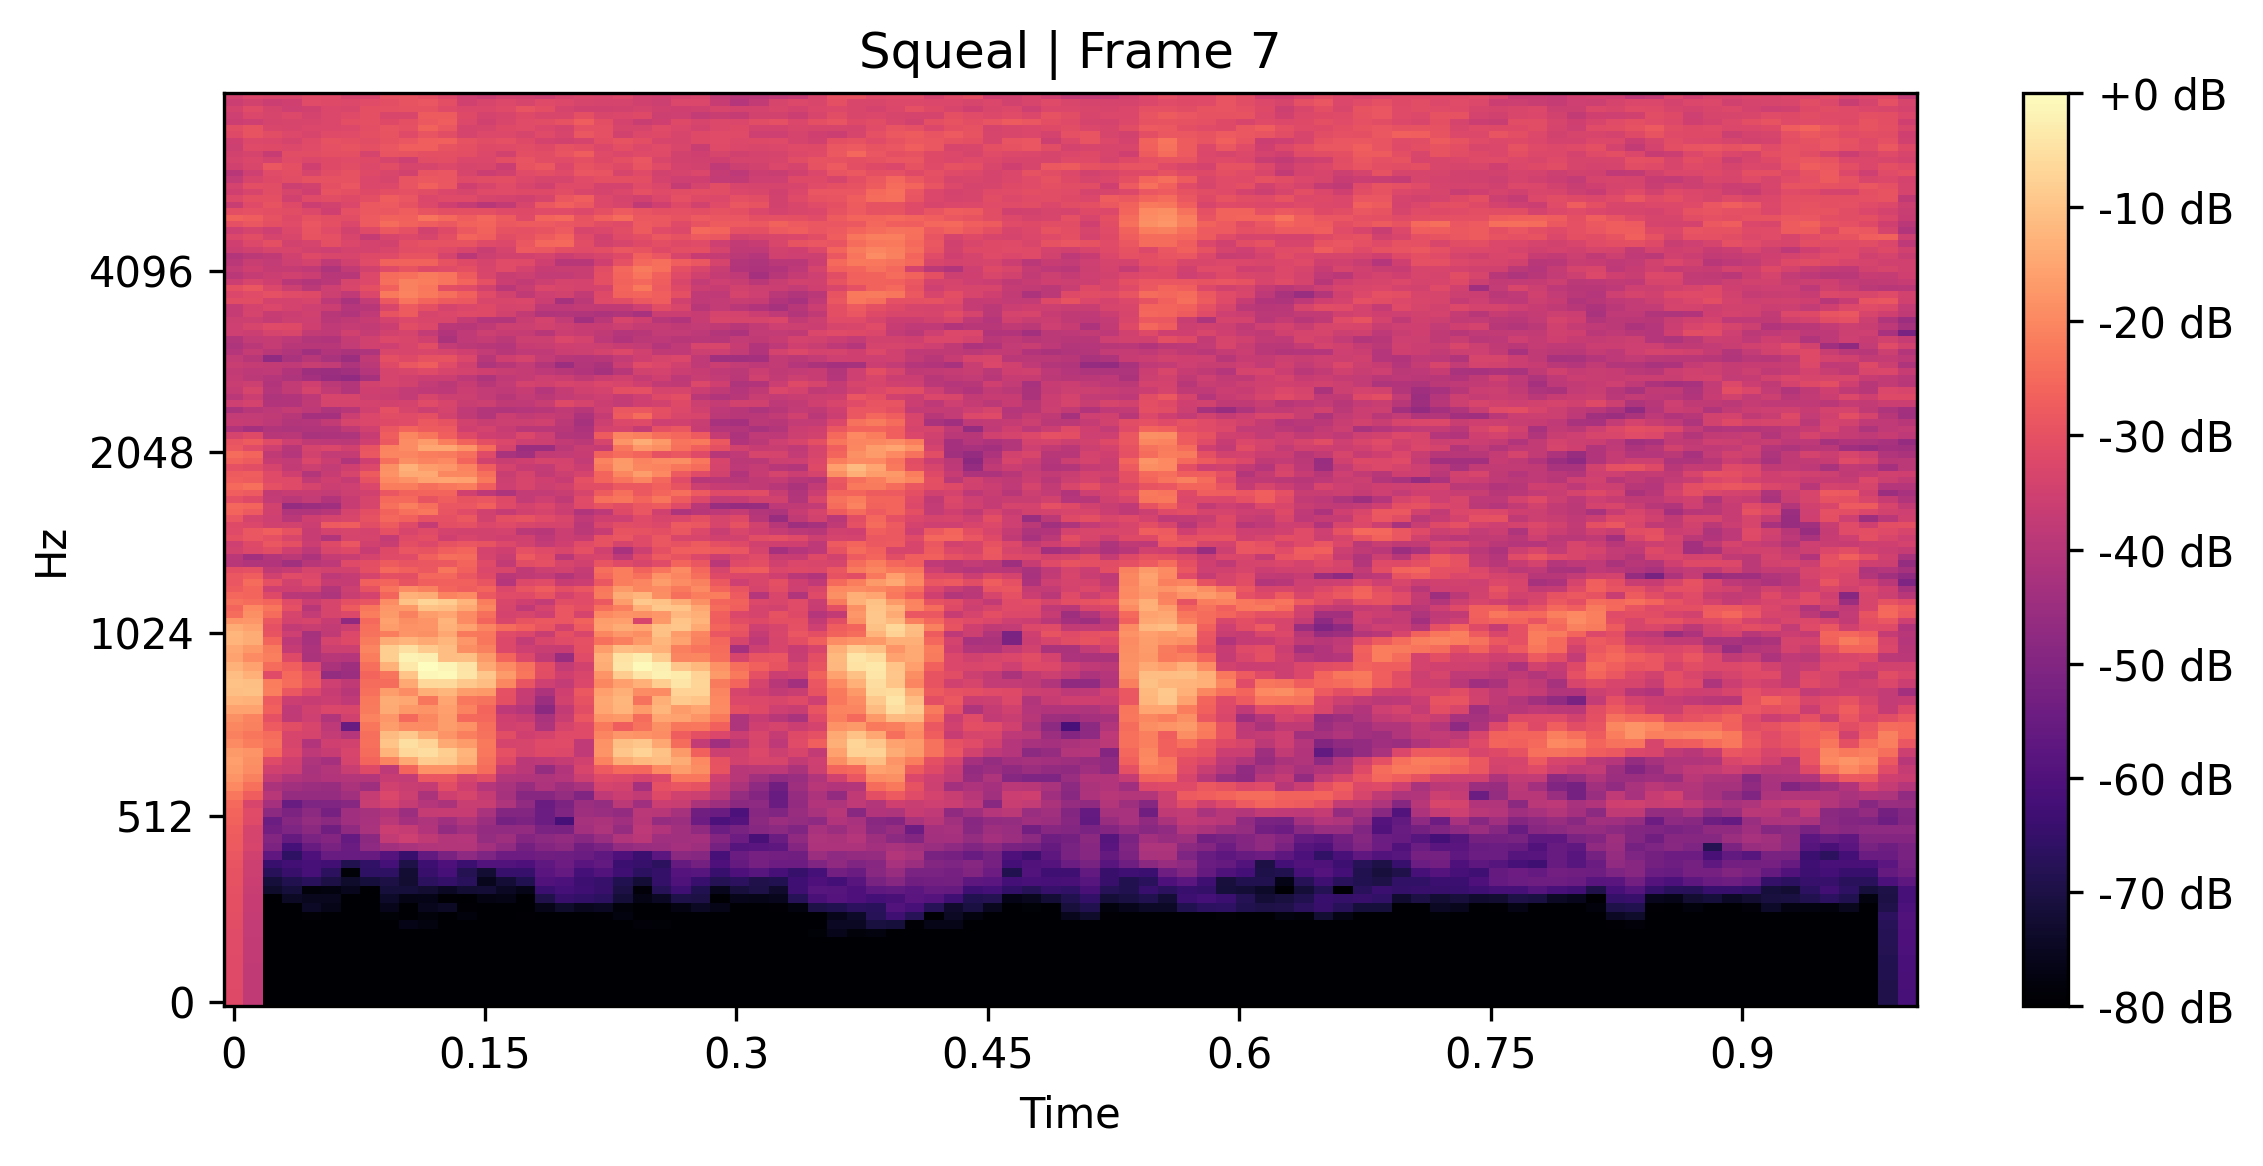 Squeal | Frame 7
Hz
4096
2048
1024
512
0
0 0.15 0.3 0.45 0.6 0.75 0.9
Time
+0 dB
-10 dB
-20 dB
-30 dB
-40 dB
-50 dB
-60 dB
-70 dB
-80 dB